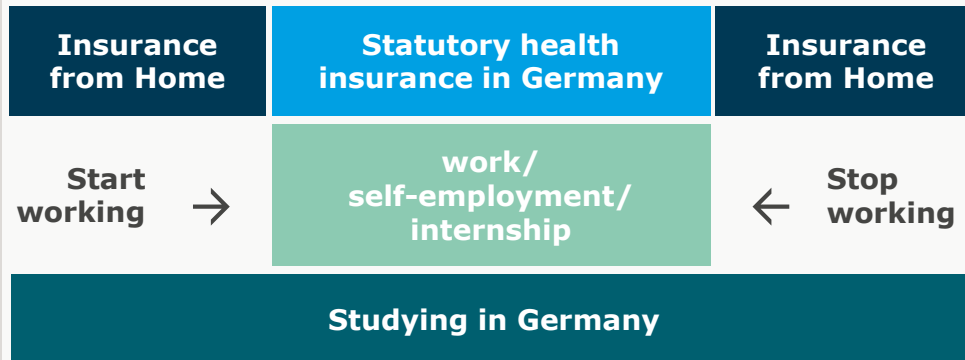 Insurance
from Home
Statutory health
insurance in Germany
Insurance
from Home
Start
working →
work/
self-employment/
internship
← Stop
working
Studying in Germany